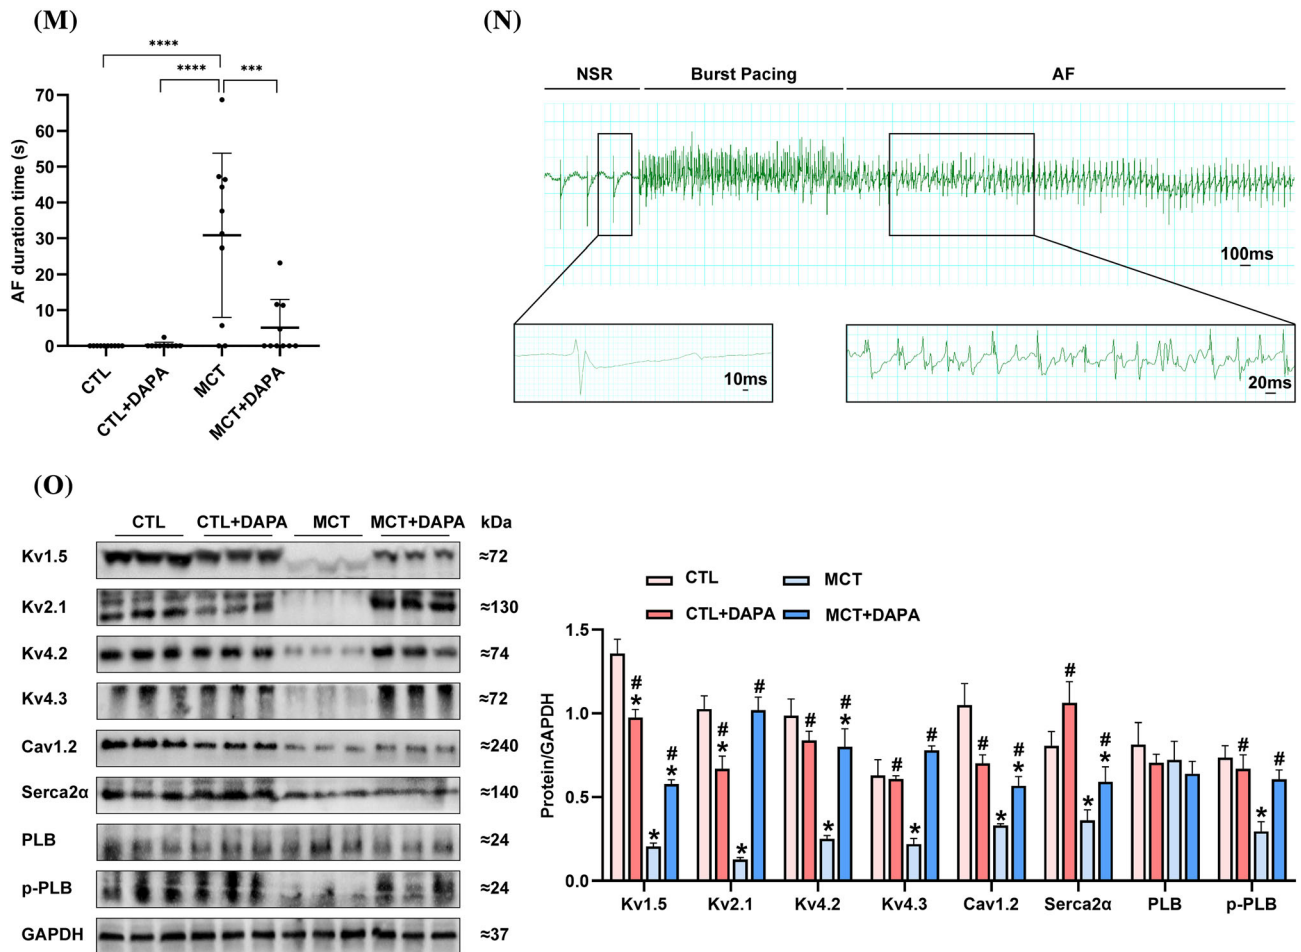 (M)
****
****
***
AF duration time (s)
70
60
50
40
30
20
10
0
CTL
CTL+DAPA
MCT
MCT+DAPA
(N)
NSR
Burst Pacing
AF
100ms
10ms
20ms
(O)
CTL
CTL+DAPA
MCT
MCT+DAPA
kDa
Kv1.5
≈72
Kv2.1
≈130
Kv4.2
≈74
Kv4.3
≈72
Cav1.2
≈240
Serca2α
≈140
PLB
≈24
p-PLB
≈24
GAPDH
≈37
CTL
MCT
CTL+DAPA
MCT+DAPA
Protein/GAPDH
1.5
1.0
0.5
0.0
#
*
*
#
*
#
*
*
#
#
*
#
*
#
*
#
#
*
#
*
#
*
#
*
#
*
#
Kv1.5
Kv2.1
Kv4.2
Kv4.3
Cav1.2
Serca2α
PLB
p-PLB